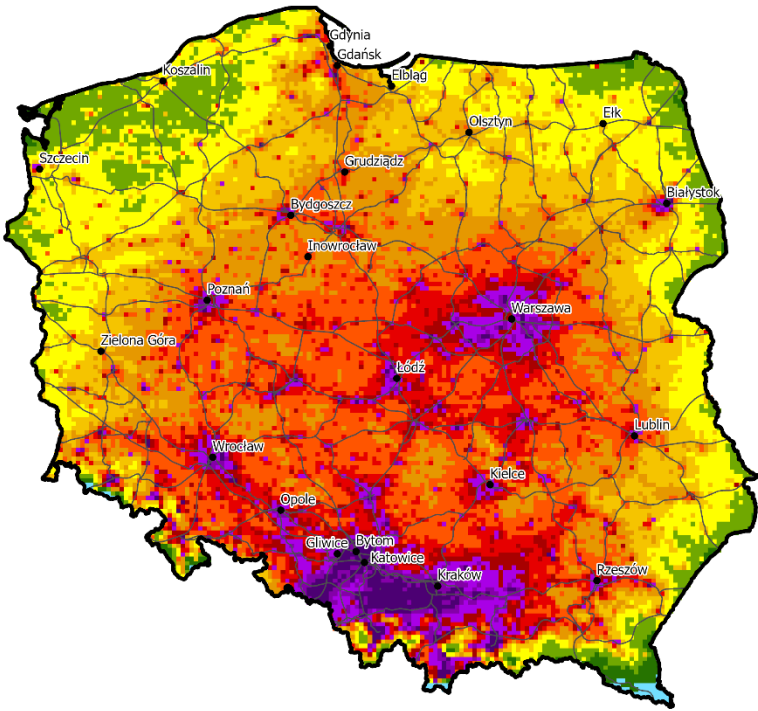 Gdynia
Gdańsk
Koszalin
Elbląg
Olsztyn
Ełk
Szczecin
Grudziądz
Białystok
Bydgoszcz
Inowrocław
Poznań
Warszawa
Zielona Góra
Łódź
Lublin
Wrocław
Kielce
Opole
Gliwice
Bytom
Katowice
Kraków
Rzeszów